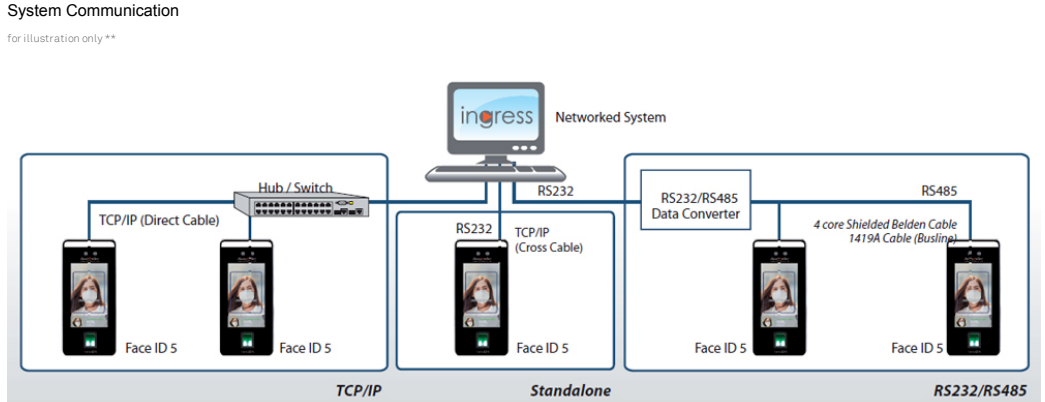 System Communication
for illustration only **
ingress
Networked System
Hub / Switch
RS232
RS232/RS485
Data Converter
RS485
TCP/IP (Direct Cable)
RS232
TCP/IP
(Cross Cable)
4 core Shielded Belden Cable
1419A Cable (Busline)
Face ID 5
Face ID 5
Face ID 5
Face ID 5
Face ID 5
TCP/IP
Standalone
RS232/RS485